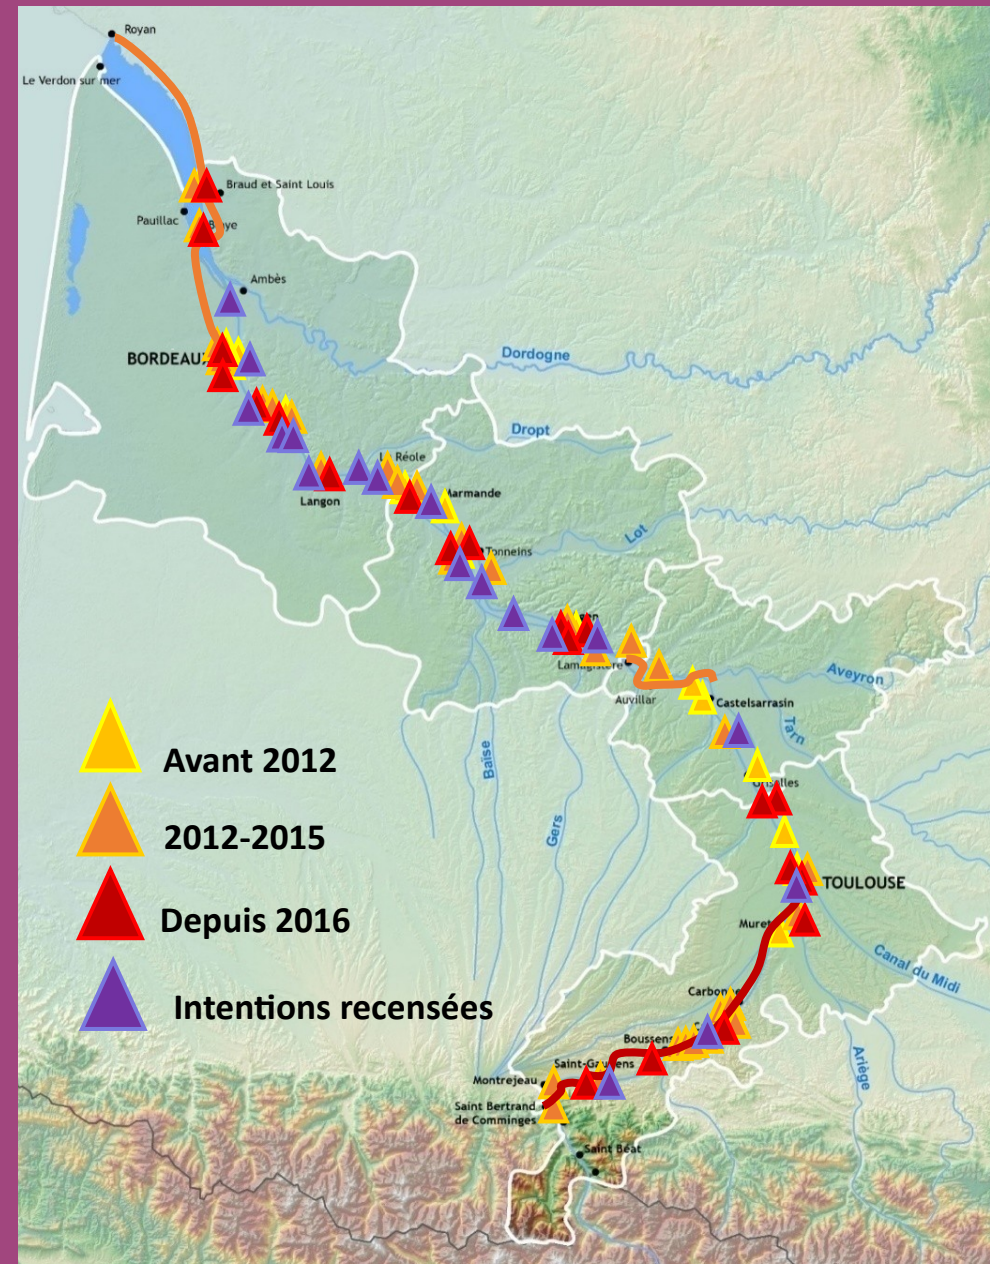 Royan
Le Verdon sur mer
Braud et Saint Louis
Pauillac
Ambès
BORDEAU
Dordogne
Dropt
Réole
Langon
Marmande
Lot
Tonneins
Lamagistère
Auvillar
Aveyron
Castelsarrasin
Tarn
Baïse
Gers
Avant 2012
2012-2015
TOULOUSE
Depuis 2016
Muret
Canal du Midi
Carbonne
Intentions recensées
Boussens
Ariège
Saint-Gaudens
Montrejeau
Saint Bertrand
de Comminges
Saint Béat